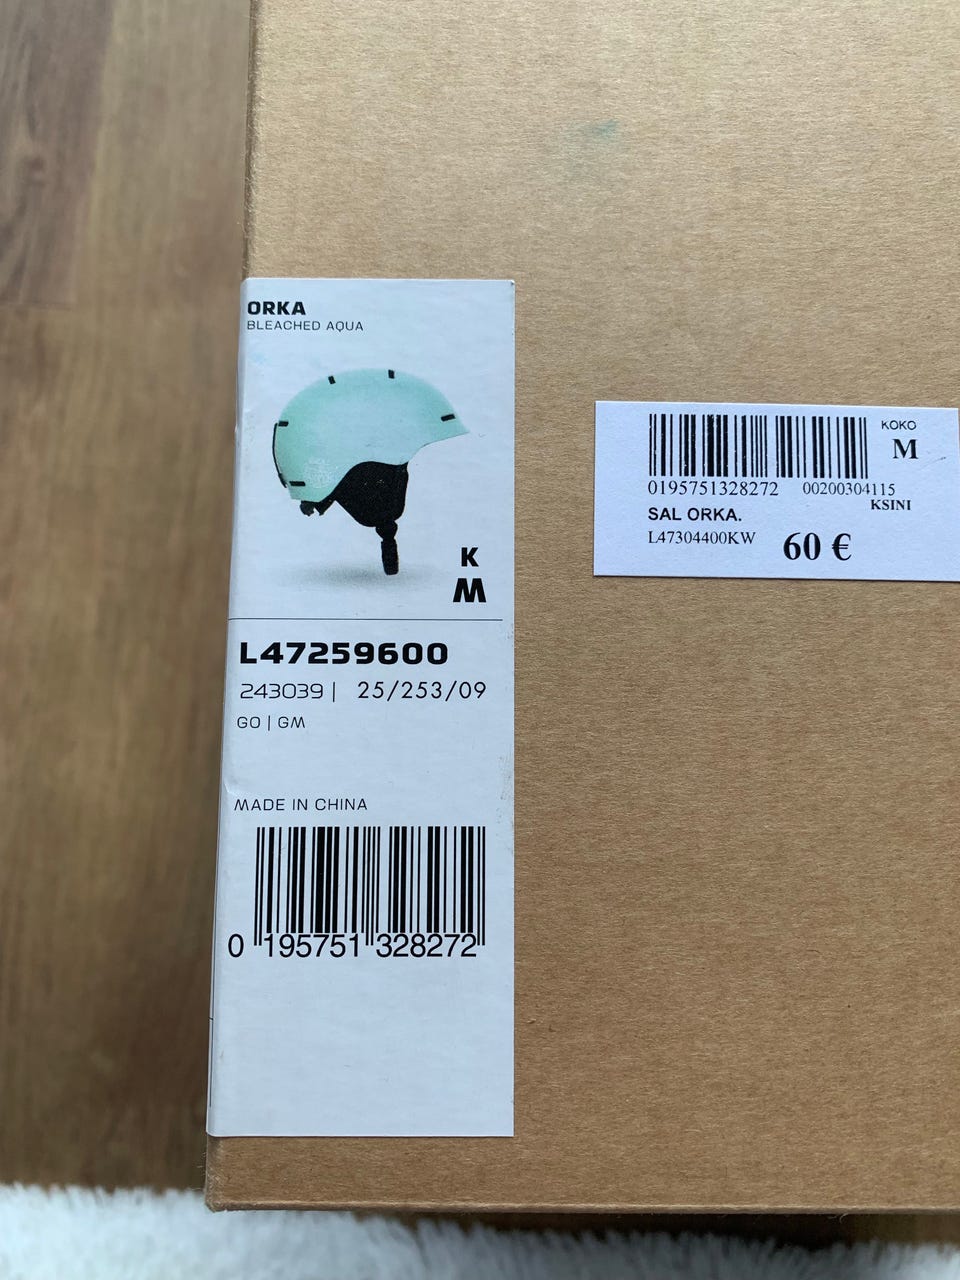 ORKA
BLEACHED AQUA
K
M
L47259600
243039 | 25/253/09
GO | GM
MADE IN CHINA
0 195751 328272
KOKO
M
0195751328272 00200304115
KSINI
SAL ORKA.
L47304400KW 60 €